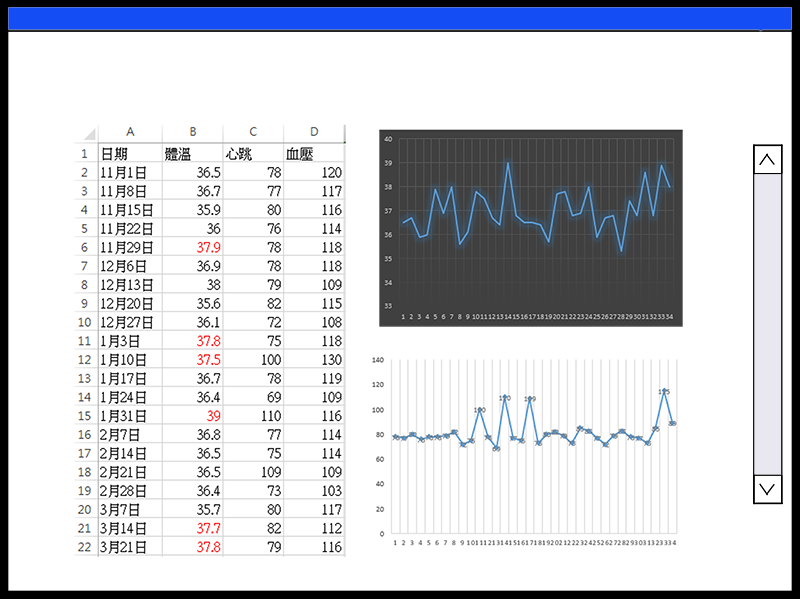 A B C D
1 日期 體溫 心跳 血壓
2 11月1日 36.5 78 120
3 11月8日 36.7 77 117
4 11月15日 35.9 80 116
5 11月22日 36 76 114
6 11月29日 37.9 78 118
7 12月6日 36.9 78 118
8 12月13日 38 79 109
9 12月20日 35.6 82 115
10 12月27日 36.1 72 108
11 1月3日 37.8 75 118
12 1月10日 37.5 100 130
13 1月17日 36.7 78 119
14 1月24日 36.4 69 109
15 1月31日 39 110 116
16 2月7日 36.8 77 114
17 2月14日 36.5 75 114
18 2月21日 36.5 109 109
19 2月28日 36.4 73 103
20 3月7日 35.7 80 117
21 3月14日 37.7 82 112
22 3月21日 37.8 79 116
40
39
38
37
36
35
34
33
1 2 3 4 5 6 7 8 9 10 11 12 13 14 15 16 17 18 19 20 21 22 23 24 25 26 27 28 29 30 31 32 33 34
140
120
100
80
60
40
20
0
100 110 109 115
1 2 3 4 5 6 7 8 9 10 11 12 13 14 15 16 17 18 19 20 21 22 23 24 25 26 27 28 29 30 31 32 33 34